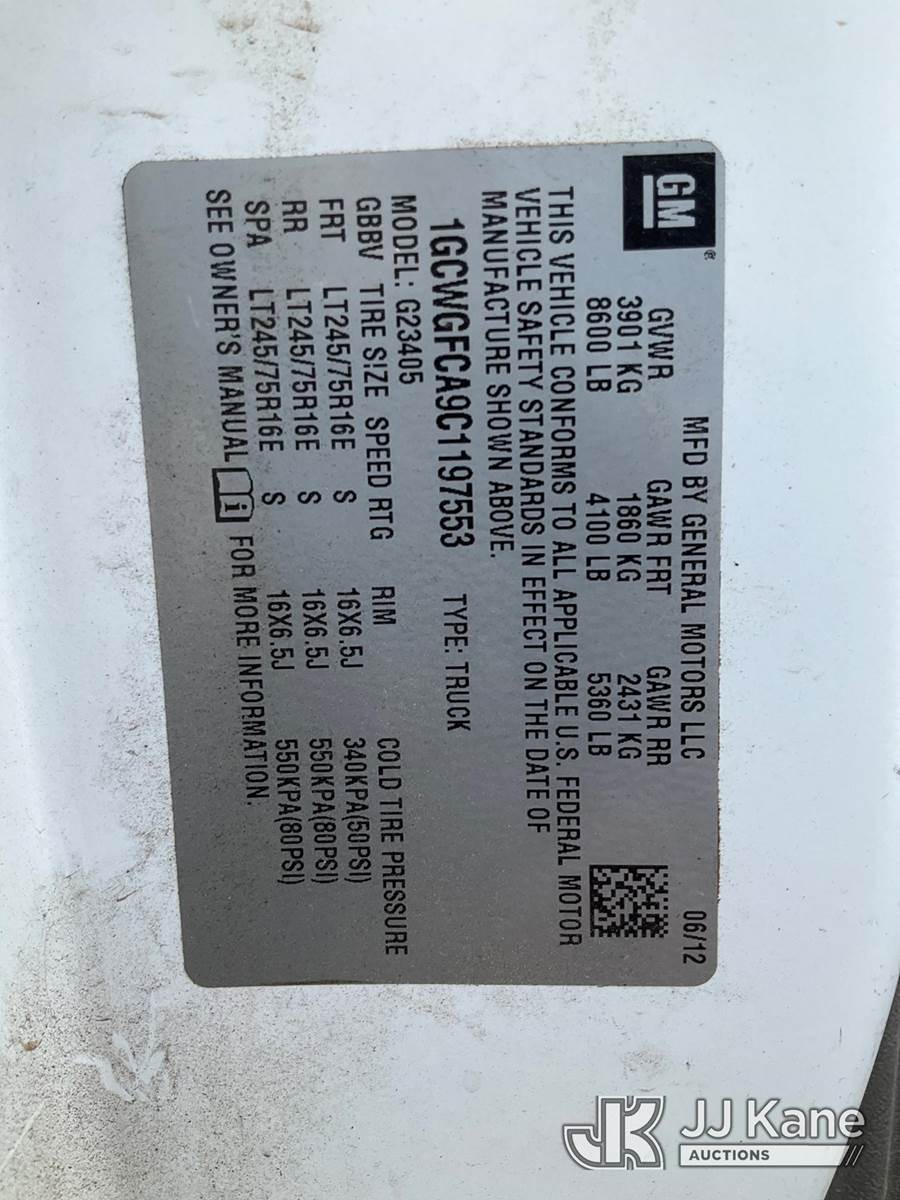 GM®
MFD BY GENERAL MOTORS LLC 06/12
GVWR GAWR FRT GAWR RR
3901 KG 1860 KG 2431 KG
8600 LB 4100 LB 5360 LB
THIS VEHICLE CONFORMS TO ALL APPLICABLE U.S. FEDERAL MOTOR
VEHICLE SAFETY STANDARDS IN EFFECT ON THE DATE OF
MANUFACTURE SHOWN ABOVE.
1GCWGFCA9C1197553 TYPE: TRUCK
MODEL: G23405
GBBV TIRE SIZE SPEED RTG RIM COLD TIRE PRESSURE
FRT LT245/75R16E S 16X6.5J 340KPA(50PSI)
RR LT245/75R16E S 16X6.5J 550KPA(80PSI)
SPA LT245/75R16E S 16X6.5J 550KPA(80PSI)
SEE OWNER'S MANUAL i FOR MORE INFORMATION.
JK JJ Kane
AUCTIONS